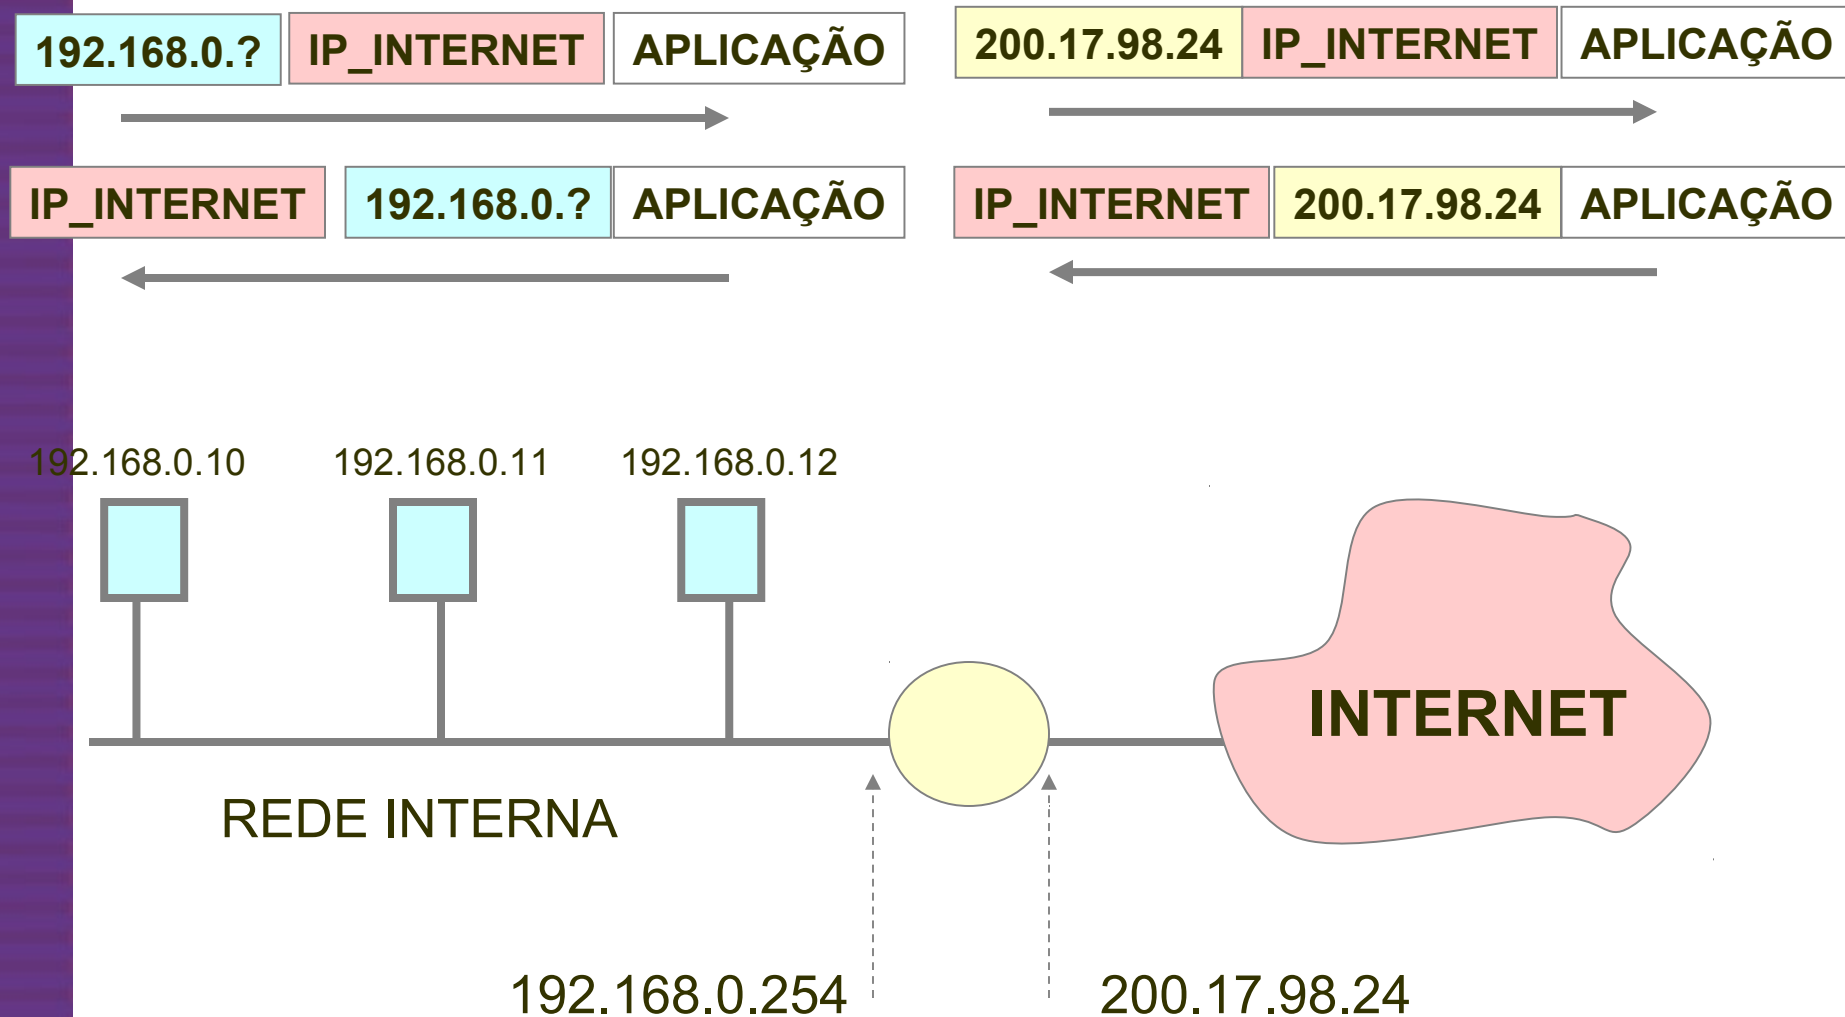 192.168.0.? IP_INTERNET APLICAÇÃO 200.17.98.24 IP_INTERNET APLICAÇÃO
IP_INTERNET 192.168.0.? APLICAÇÃO IP_INTERNET 200.17.98.24 APLICAÇÃO
192.168.0.10 192.168.0.11 192.168.0.12
INTERNET
REDE INTERNA
192.168.0.254 200.17.98.24